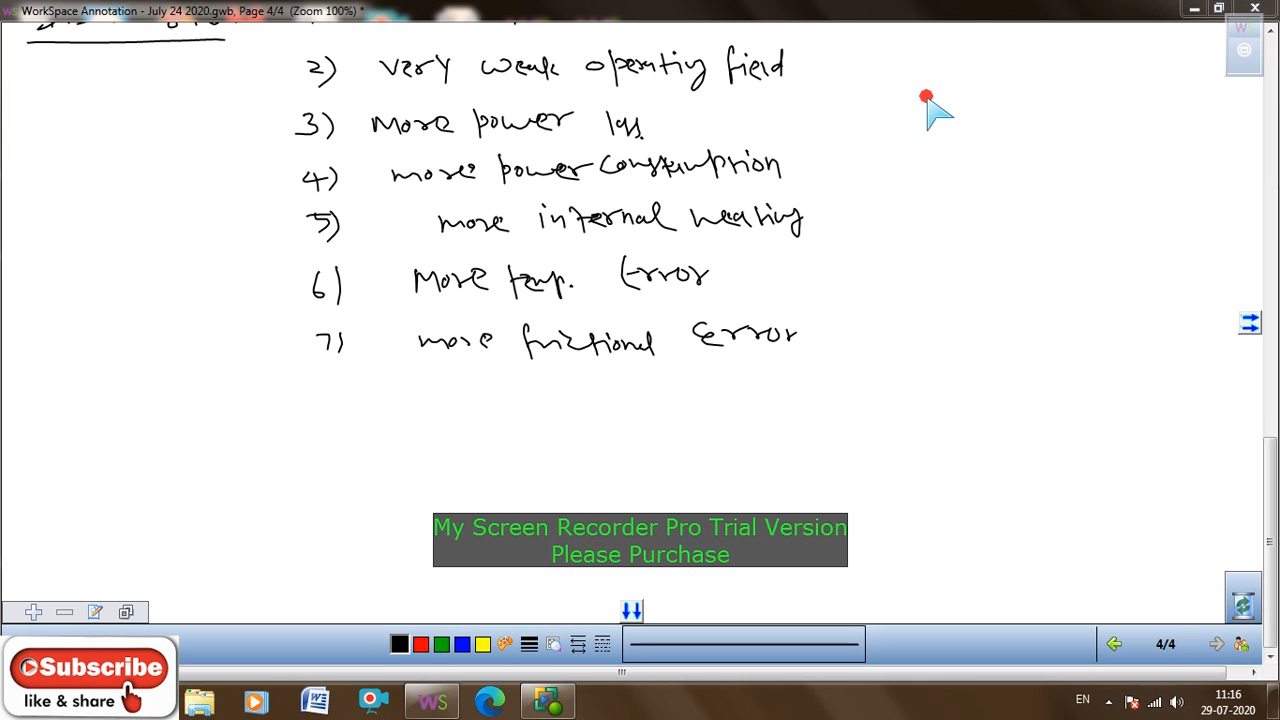 WorkSpace Annotation - July 24 2020.gwb, Page 4/4 (Zoom 100%) *
2) very weak operating field
3) More power loss
4) more power consumption
5) more internal heating
6) More temp. Error
7) more frictional Error
My Screen Recorder Pro Trial Version
Please Purchase
4/4
Subscribe
like & share
WS
EN
11:16
29-07-2020